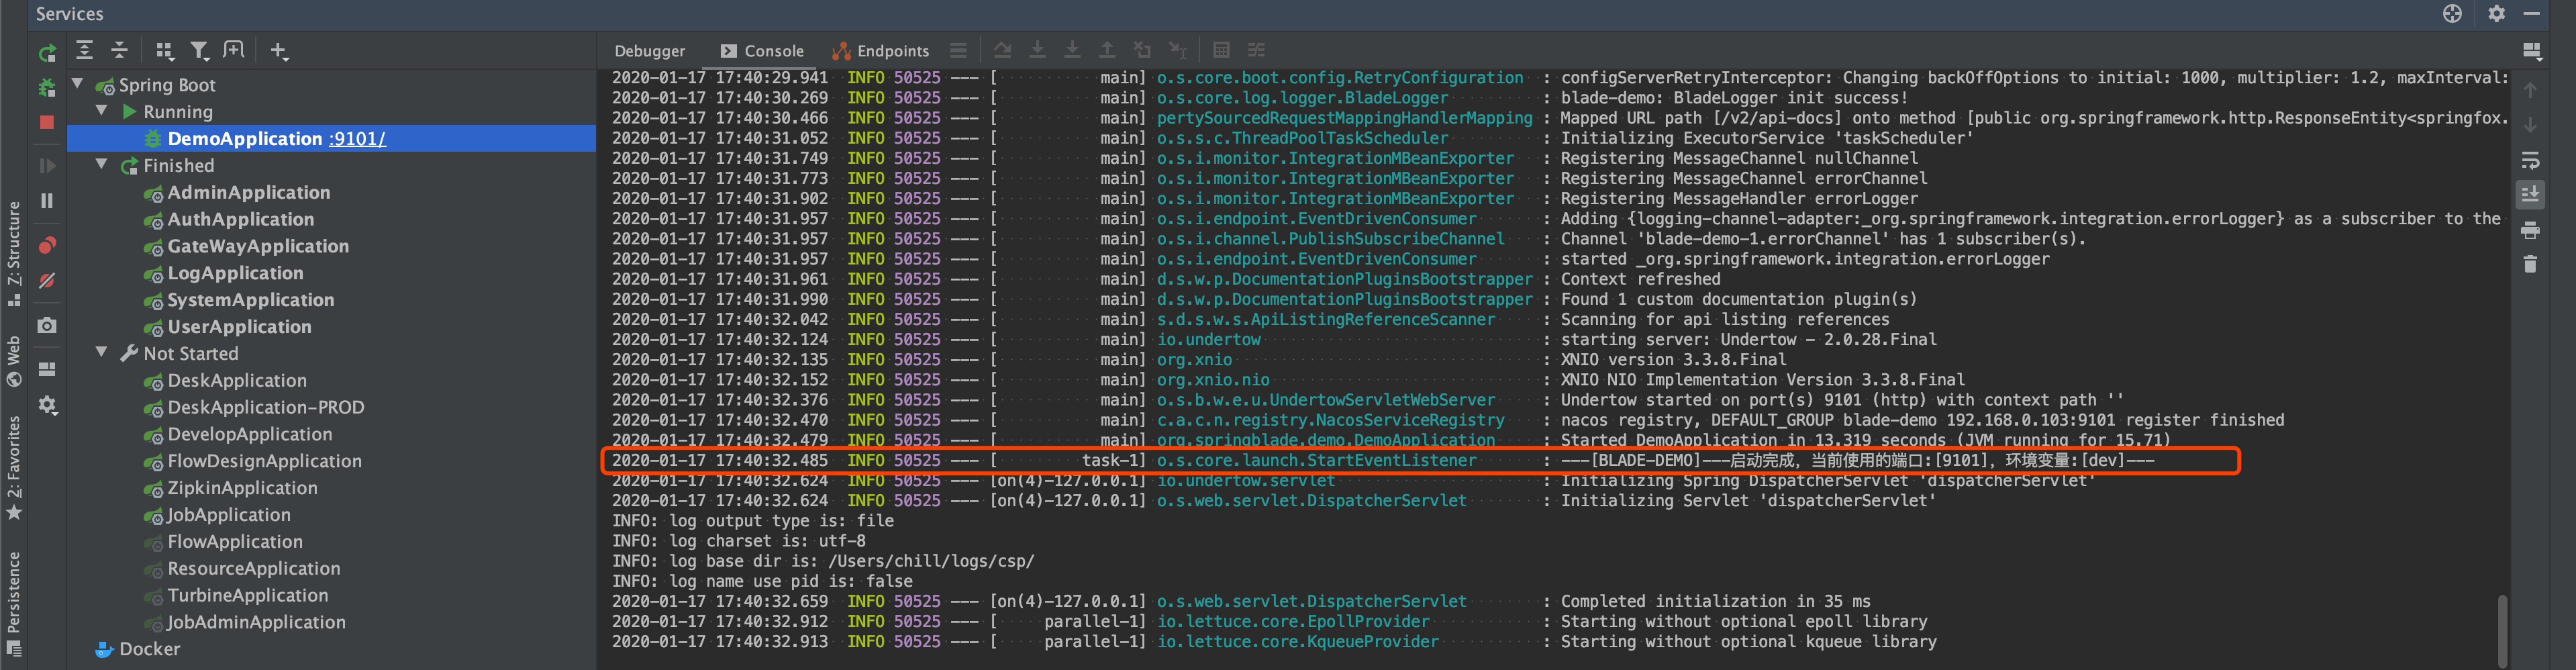 Services
Debugger
Console
Endpoints
Spring Boot
Running
DemoApplication :9101/
Finished
AdminApplication
AuthApplication
GateWayApplication
LogApplication
SystemApplication
UserApplication
Not Started
DeskApplication
DeskApplication-PROD
DevelopApplication
FlowDesignApplication
ZipkinApplication
JobApplication
FlowApplication
ResourceApplication
TurbineApplication
JobAdminApplication
Docker
Z: Structure
Web
2: Favorites
Persistence
2020-01-17 17:40:29.941 INFO 50525 --- [ main] o.s.core.boot.config.RetryConfiguration : configServerRetryInterceptor: Changing backOffOptions to initial: 1000, multiplier: 1.2, maxInterval:
2020-01-17 17:40:30.269 INFO 50525 --- [ main] o.s.core.log.logger.BladeLogger : blade-demo: BladeLogger init success!
2020-01-17 17:40:30.466 INFO 50525 --- [ main] pertySourcedRequestMappingHandlerMapping : Mapped URL path [/v2/api-docs] onto method [public org.springframework.http.ResponseEntity<springfox.
2020-01-17 17:40:31.052 INFO 50525 --- [ main] o.s.s.c.ThreadPoolTaskScheduler : Initializing ExecutorService 'taskScheduler'
2020-01-17 17:40:31.749 INFO 50525 --- [ main] o.s.i.monitor.IntegrationMBeanExporter : Registering MessageChannel nullChannel
2020-01-17 17:40:31.773 INFO 50525 --- [ main] o.s.i.monitor.IntegrationMBeanExporter : Registering MessageChannel errorChannel
2020-01-17 17:40:31.902 INFO 50525 --- [ main] o.s.i.monitor.IntegrationMBeanExporter : Registering MessageHandler errorLogger
2020-01-17 17:40:31.957 INFO 50525 --- [ main] o.s.i.endpoint.EventDrivenConsumer : Adding {logging-channel-adapter:_org.springframework.integration.errorLogger} as a subscriber to the
2020-01-17 17:40:31.957 INFO 50525 --- [ main] o.s.i.channel.PublishSubscribeChannel : Channel 'blade-demo-1.errorChannel' has 1 subscriber(s).
2020-01-17 17:40:31.957 INFO 50525 --- [ main] o.s.i.endpoint.EventDrivenConsumer : started _org.springframework.integration.errorLogger
2020-01-17 17:40:31.961 INFO 50525 --- [ main] d.s.w.p.DocumentationPluginsBootstrapper : Context refreshed
2020-01-17 17:40:31.990 INFO 50525 --- [ main] d.s.w.p.DocumentationPluginsBootstrapper : Found 1 custom documentation plugin(s)
2020-01-17 17:40:32.042 INFO 50525 --- [ main] s.d.s.w.s.ApiListingReferenceScanner : Scanning for api listing references
2020-01-17 17:40:32.124 INFO 50525 --- [ main] io.undertow : starting server: Undertow - 2.0.28.Final
2020-01-17 17:40:32.135 INFO 50525 --- [ main] org.xnio : XNIO version 3.3.8.Final
2020-01-17 17:40:32.152 INFO 50525 --- [ main] org.xnio.nio : XNIO NIO Implementation Version 3.3.8.Final
2020-01-17 17:40:32.376 INFO 50525 --- [ main] o.s.b.w.e.u.UndertowServletWebServer : Undertow started on port(s) 9101 (http) with context path ''
2020-01-17 17:40:32.470 INFO 50525 --- [ main] c.a.c.n.registry.NacosServiceRegistry : nacos registry, DEFAULT_GROUP blade-demo 192.168.0.103:9101 register finished
2020-01-17 17:40:32.479 INFO 50525 --- [ main] org.springblade.demo.DemoApplication : Started DemoApplication in 13.319 seconds (JVM running for 15.71)
2020-01-17 17:40:32.485 INFO 50525 --- [ task-1] o.s.core.launch.StartEventListener : ---[BLADE-DEMO]---启动完成，当前使用的端口:[9101]，环境变量:[dev]---
2020-01-17 17:40:32.624 INFO 50525 --- [on(4)-127.0.0.1] io.undertow.servlet : Initializing Spring DispatcherServlet 'dispatcherServlet'
2020-01-17 17:40:32.624 INFO 50525 --- [on(4)-127.0.0.1] o.s.web.servlet.DispatcherServlet : Initializing Servlet 'dispatcherServlet'
INFO: log output type is: file
INFO: log charset is: utf-8
INFO: log base dir is: /Users/chill/logs/csp/
INFO: log name use pid is: false
2020-01-17 17:40:32.659 INFO 50525 --- [on(4)-127.0.0.1] o.s.web.servlet.DispatcherServlet : Completed initialization in 35 ms
2020-01-17 17:40:32.912 INFO 50525 --- [ parallel-1] io.lettuce.core.EpollProvider : Starting without optional epoll library
2020-01-17 17:40:32.913 INFO 50525 --- [ parallel-1] io.lettuce.core.KqueueProvider : Starting without optional kqueue library